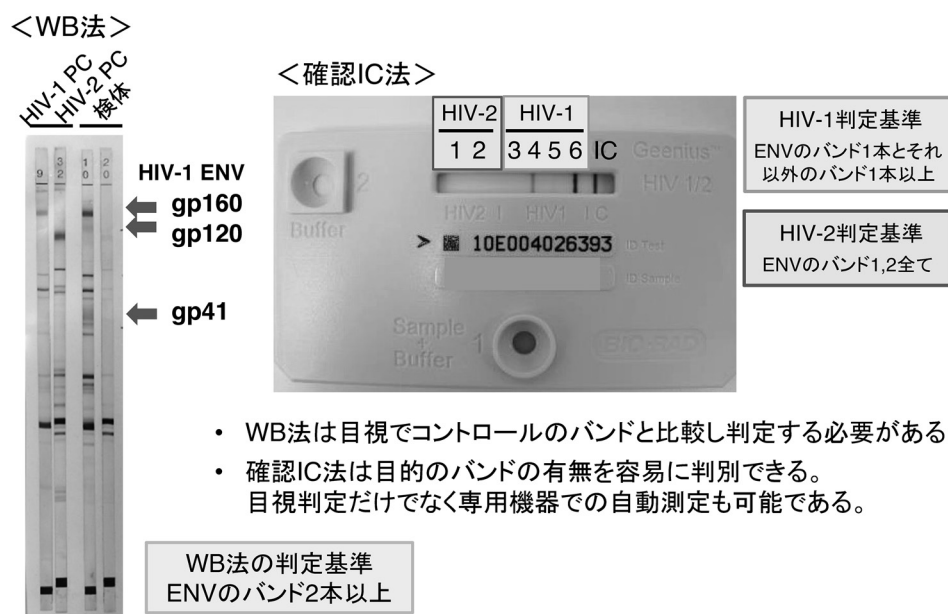 ＜WB法＞
HIV-1 PC
HIV-2 PC
検体
9
32
10
20
HIV-1 ENV
gp160
gp120
gp41
＜確認IC法＞
HIV-2 HIV-1
1 2 3 4 5 6 IC
Geenius™
HIV-1/2
2
Buffer
HIV2 I HIV1 I C
> 10E004026393
ID Test
ID Sample
Sample
+
Buffer
1
BIO-RAD
HIV-1判定基準
ENVのバンド1本とそれ
以外のバンド1本以上
HIV-2判定基準
ENVのバンド1,2全て
• WB法は目視でコントロールのバンドと比較し判定する必要がある
• 確認IC法は目的のバンドの有無を容易に判別できる。
目視判定だけでなく専用機器での自動測定も可能である。
WB法の判定基準
ENVのバンド2本以上